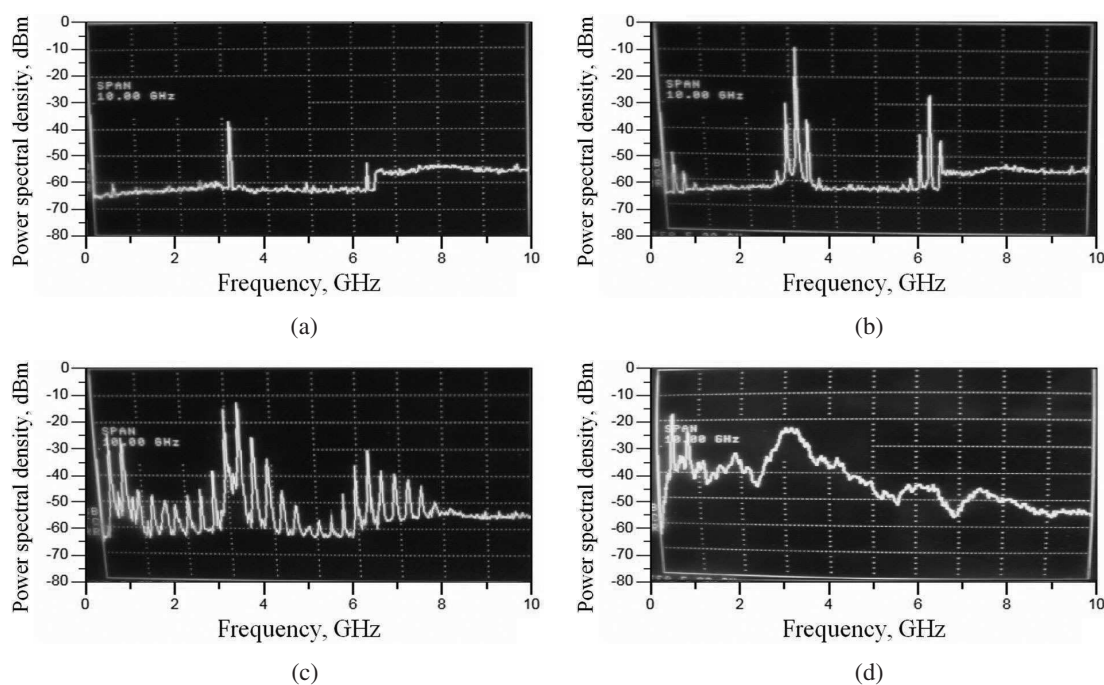 Power spectral density, dBm
0
-10
-20
-30
-40
-50
-60
-70
-80
SPAN
10.00 GHz
0 2 4 6 8 10
Frequency, GHz
(a)
Power spectral density, dBm
0
-10
-20
-30
-40
-50
-60
-70
-80
SPAN
10.00 GHz
0 2 4 6 8 10
Frequency, GHz
(b)
Power spectral density, dBm
0
-10
-20
-30
-40
-50
-60
-70
-80
SPAN
10.00 GHz
0 2 4 6 8 10
Frequency, GHz
(c)
Power spectral density, dBm
0
-10
-20
-30
-40
-50
-60
-70
-80
SPAN
10.00 GHz
0 2 4 6 8 10
Frequency, GHz
(d)